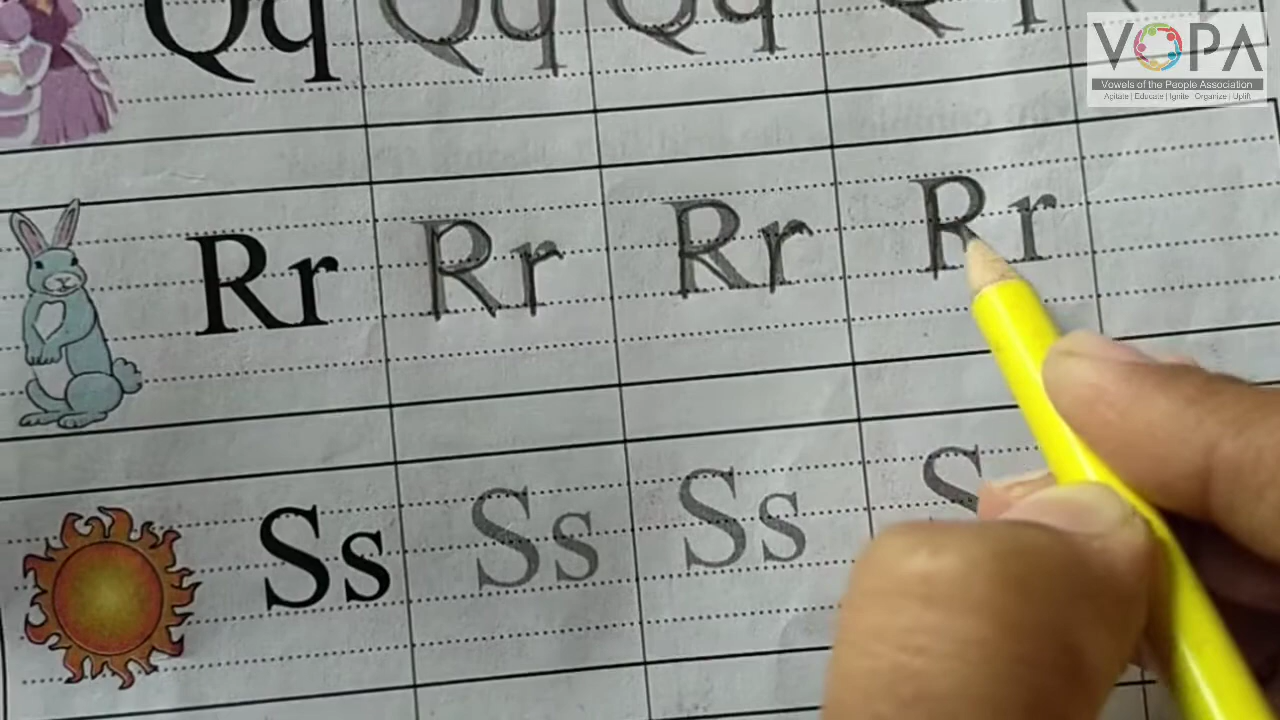 Qq Qq Qq Q
VOPA
Vowels of the People Association
Agitate | Educate | Ignite | Organize | Uplift
Rr Rr Rr Rr
Ss Ss Ss S